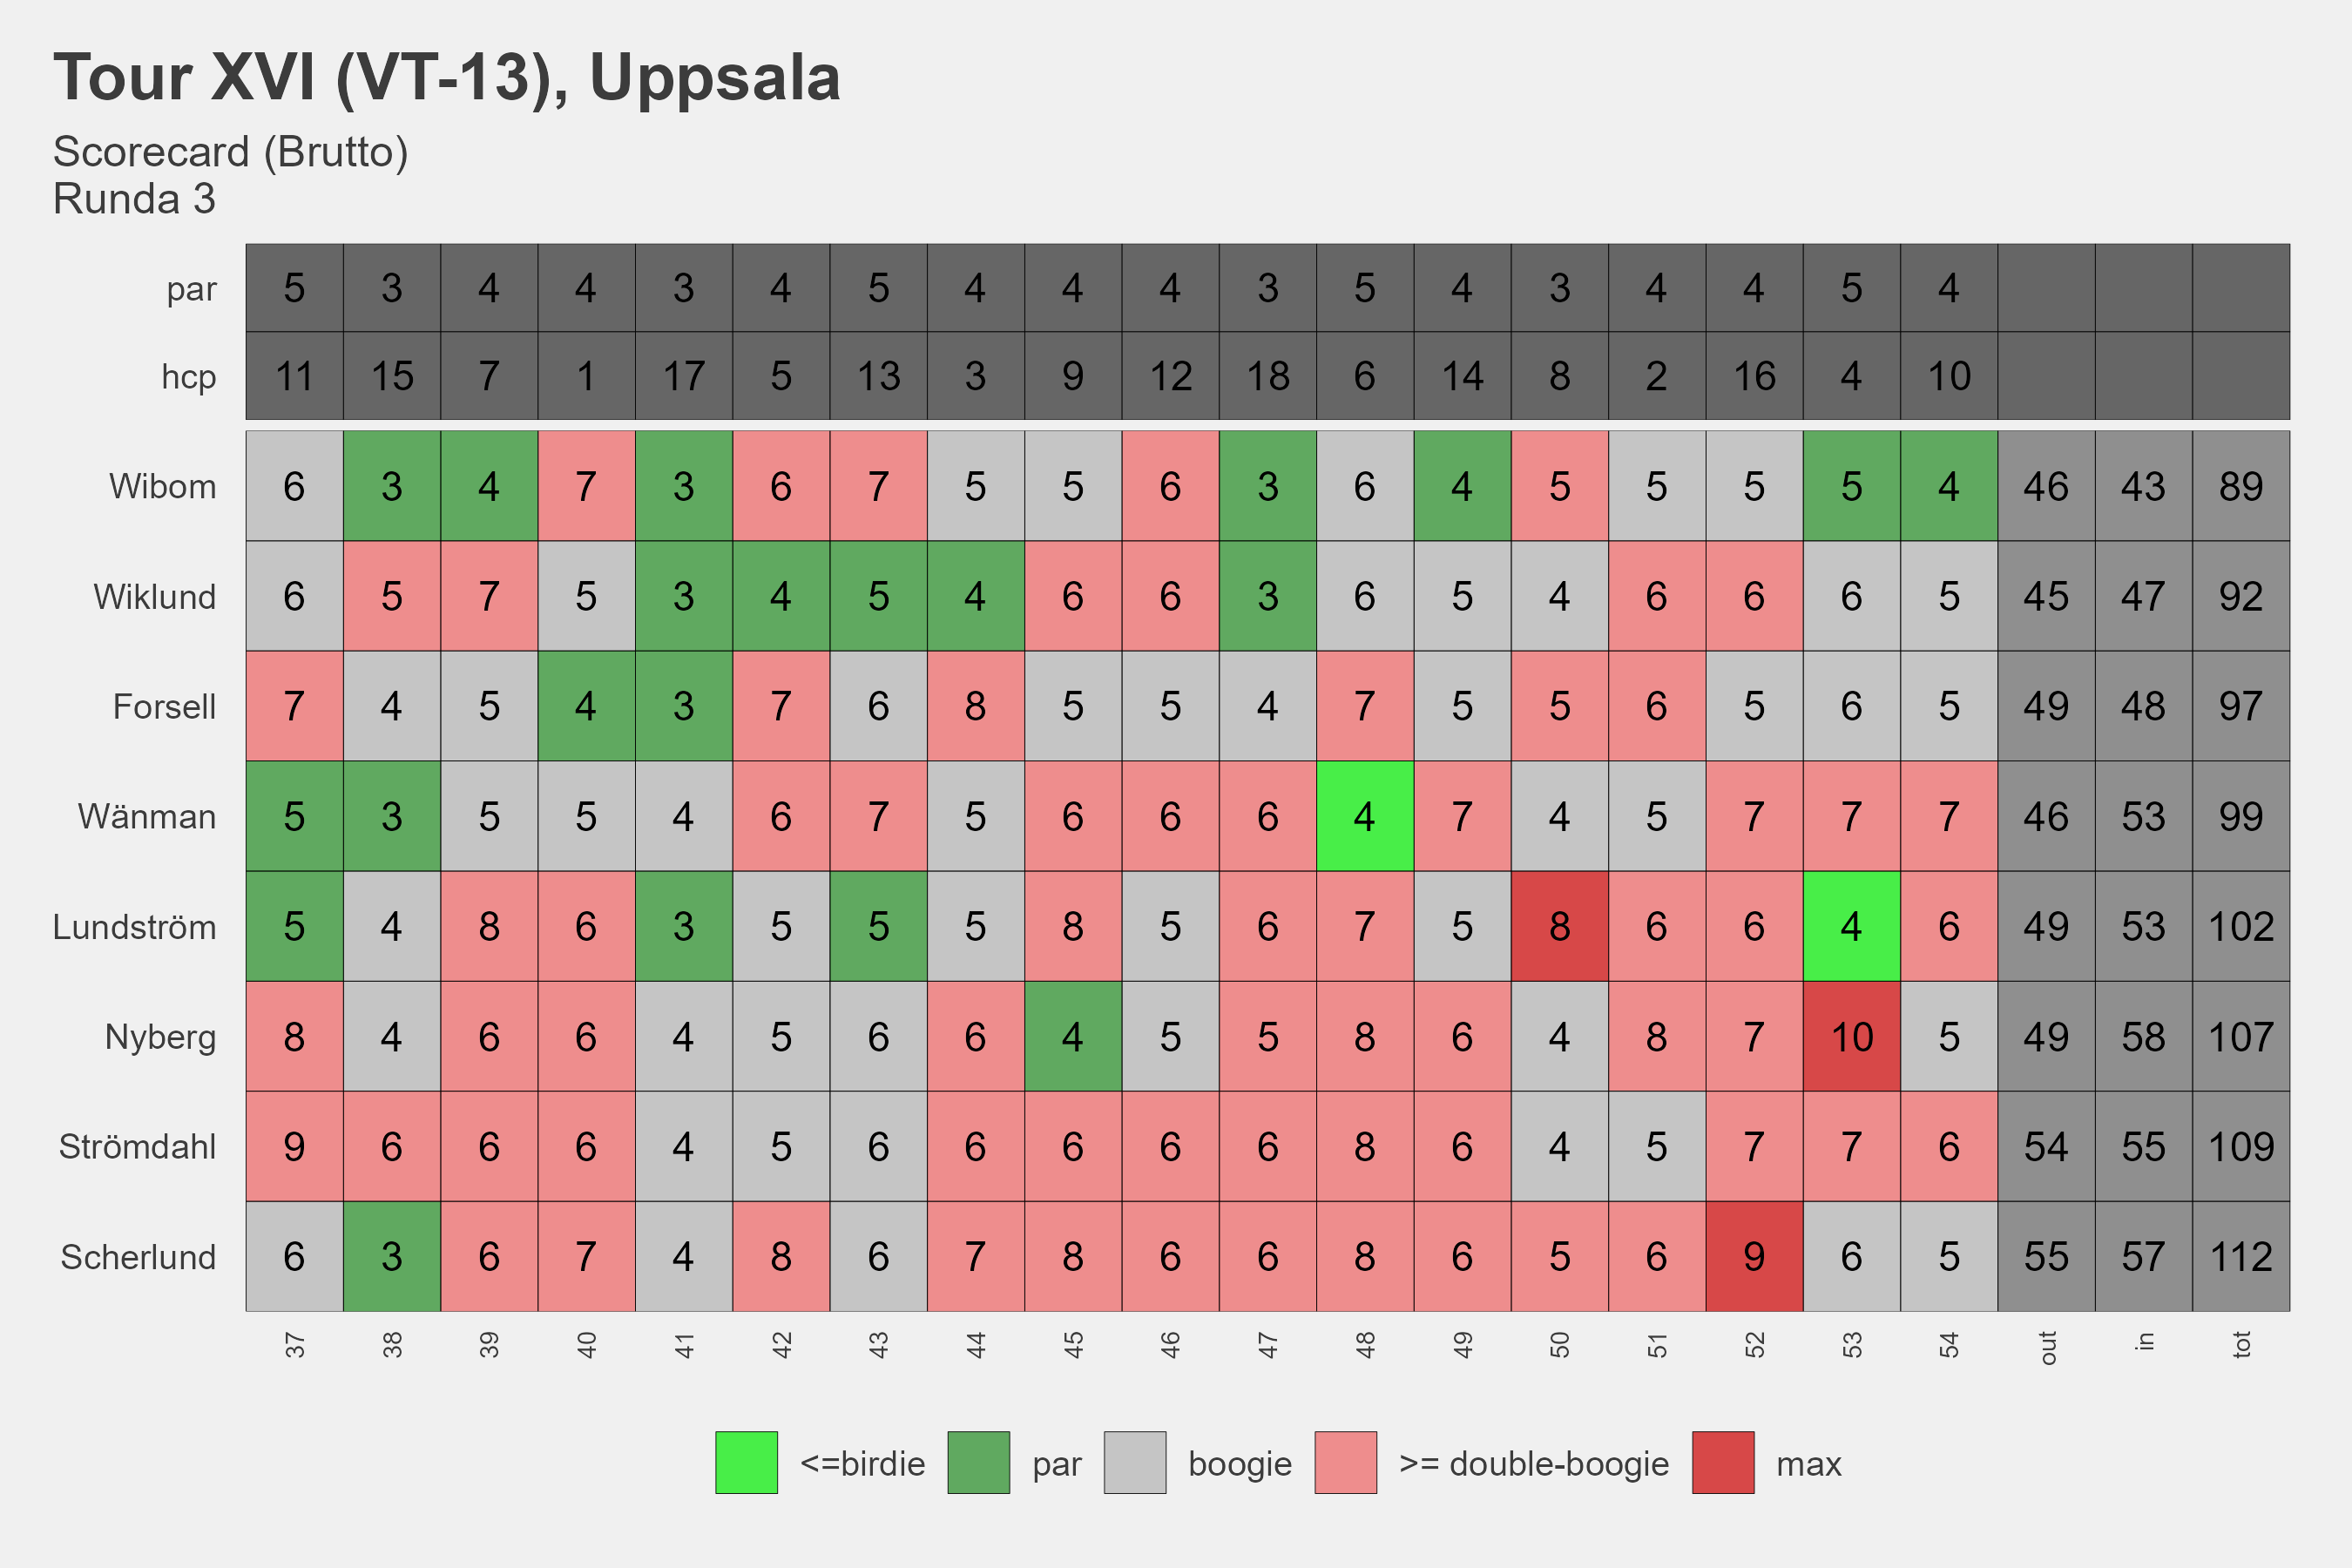 Tour XVI (VT-13), Uppsala
Scorecard (Brutto)
Runda 3
par 5 3 4 4 3 4 5 4 4 4 3 5 4 3 4 4 5 4
hcp 11 15 7 1 17 5 13 3 9 12 18 6 14 8 2 16 4 10
Wibom 6 3 4 7 3 6 7 5 5 6 3 6 4 5 5 5 5 4 46 43 89
Wiklund 6 5 7 5 3 4 5 4 6 6 3 6 5 4 6 6 6 5 45 47 92
Forsell 7 4 5 4 3 7 6 8 5 5 4 7 5 5 6 5 6 5 49 48 97
Wänman 5 3 5 5 4 6 7 5 6 6 6 4 7 4 5 7 7 7 46 53 99
Lundström 5 4 8 6 3 5 5 5 8 5 6 7 5 8 6 6 4 6 49 53 102
Nyberg 8 4 6 6 4 5 6 6 4 5 5 8 6 4 8 7 10 5 49 58 107
Strömdahl 9 6 6 6 4 5 6 6 6 6 6 8 6 4 5 7 7 6 54 55 109
Scherlund 6 3 6 7 4 8 6 7 8 6 6 8 6 5 6 9 6 5 55 57 112
37 38 39 40 41 42 43 44 45 46 47 48 49 50 51 52 53 54 out in tot
<=birdie par boogie >= double-boogie max